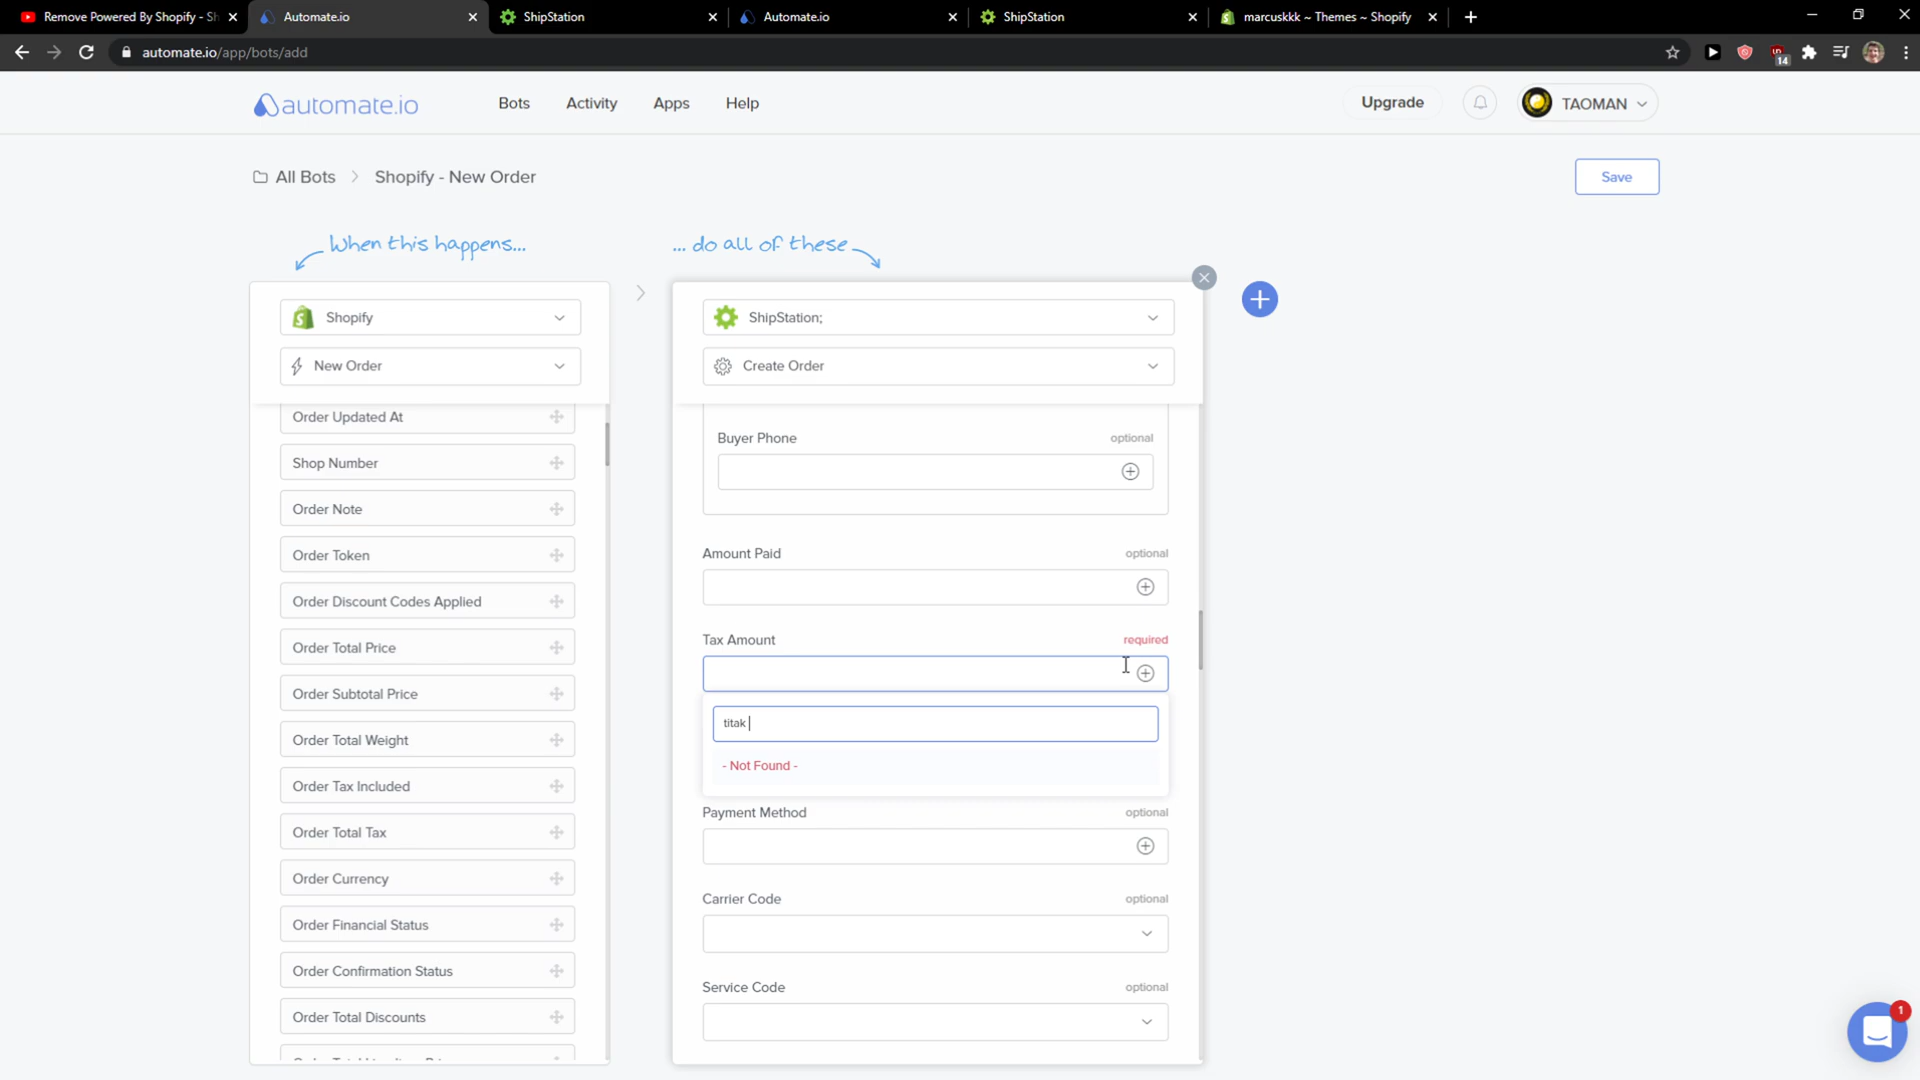 Remove Powered By Shopify - Sh
Automate.io
ShipStation
Automate.io
ShipStation
marcuskkk ~ Themes ~ Shopify
automate.io/app/bots/add
14
automate.io
Bots
Activity
Apps
Help
Upgrade
TAOMAN
All Bots
Shopify - New Order
Save
When this happens...
... do all of these
Shopify
New Order
Order Updated At
Shop Number
Order Note
Order Token
Order Discount Codes Applied
Order Total Price
Order Subtotal Price
Order Total Weight
Order Tax Included
Order Total Tax
Order Currency
Order Financial Status
Order Confirmation Status
Order Total Discounts
ShipStation;
Create Order
Buyer Phone
optional
Amount Paid
optional
Tax Amount
required
titak
- Not Found -
Payment Method
optional
Carrier Code
optional
Service Code
optional
1